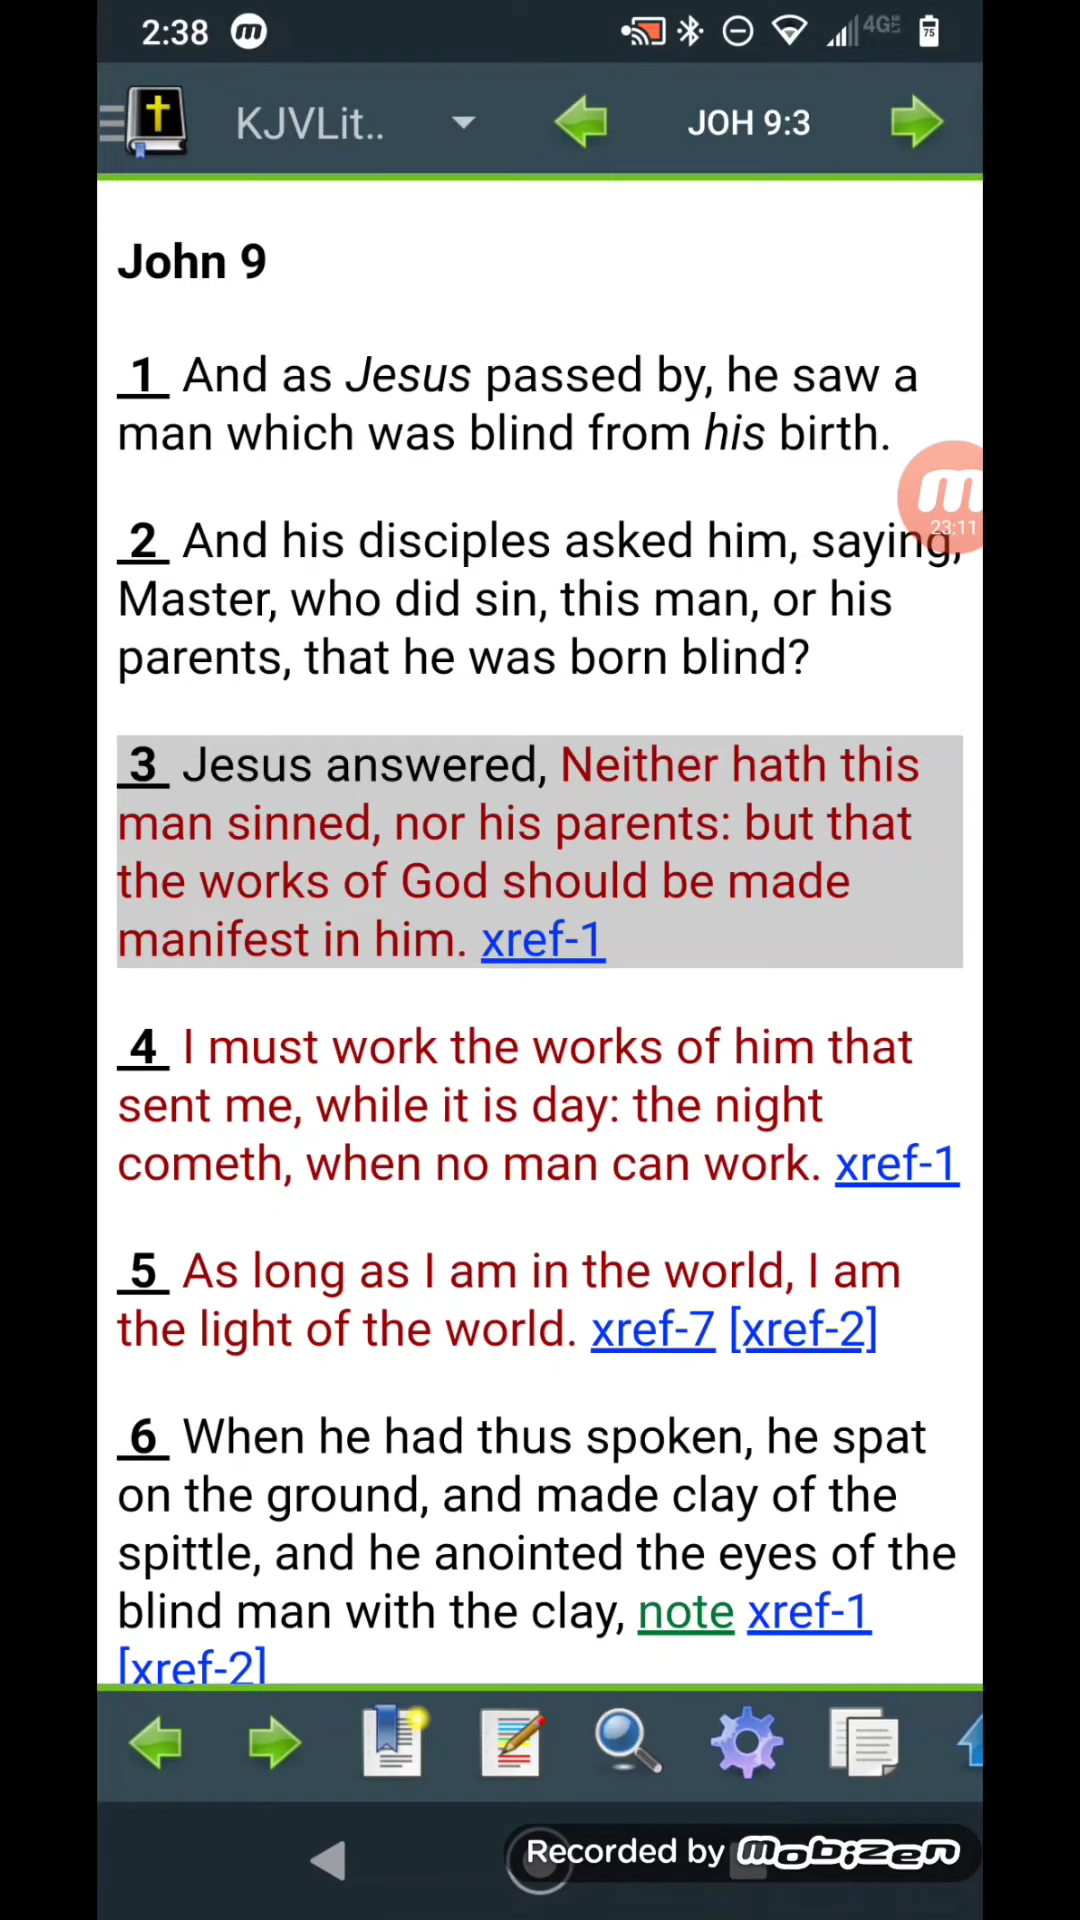 2:38 m 4GE 75
KJVLit.. JOH 9:3
John 9
1 And as Jesus passed by, he saw a
man which was blind from his birth.
m
23:11
2 And his disciples asked him, saying,
Master, who did sin, this man, or his
parents, that he was born blind?
3 Jesus answered, Neither hath this
man sinned, nor his parents: but that
the works of God should be made
manifest in him. xref-1
4 I must work the works of him that
sent me, while it is day: the night
cometh, when no man can work. xref-1
5 As long as I am in the world, I am
the light of the world. xref-7 [xref-2]
6 When he had thus spoken, he spat
on the ground, and made clay of the
spittle, and he anointed the eyes of the
blind man with the clay, note xref-1
[xref-2]
Recorded by mobizen